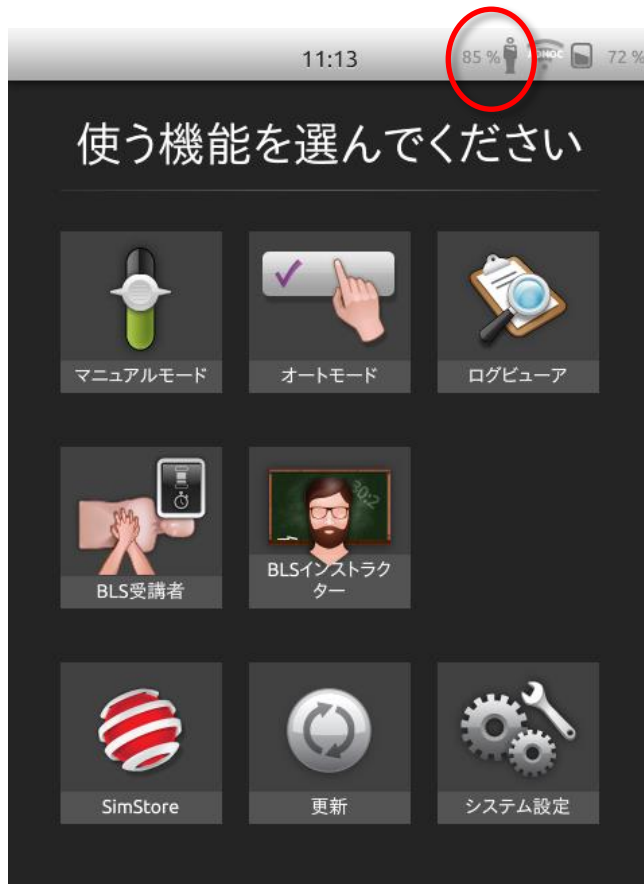 11:13
85 %
ADHOC
72 %
使う機能を選んでください
マニュアルモード
オートモード
ログビューア
30:2
BLS受講者
BLSインストラク
ター
SimStore
更新
システム設定